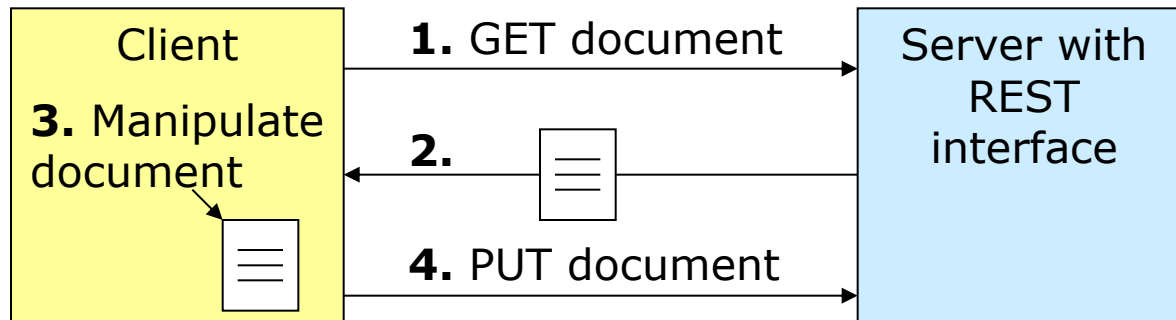 Client
1. GET document
Server with
REST
interface
3. Manipulate
document
2.
4. PUT document